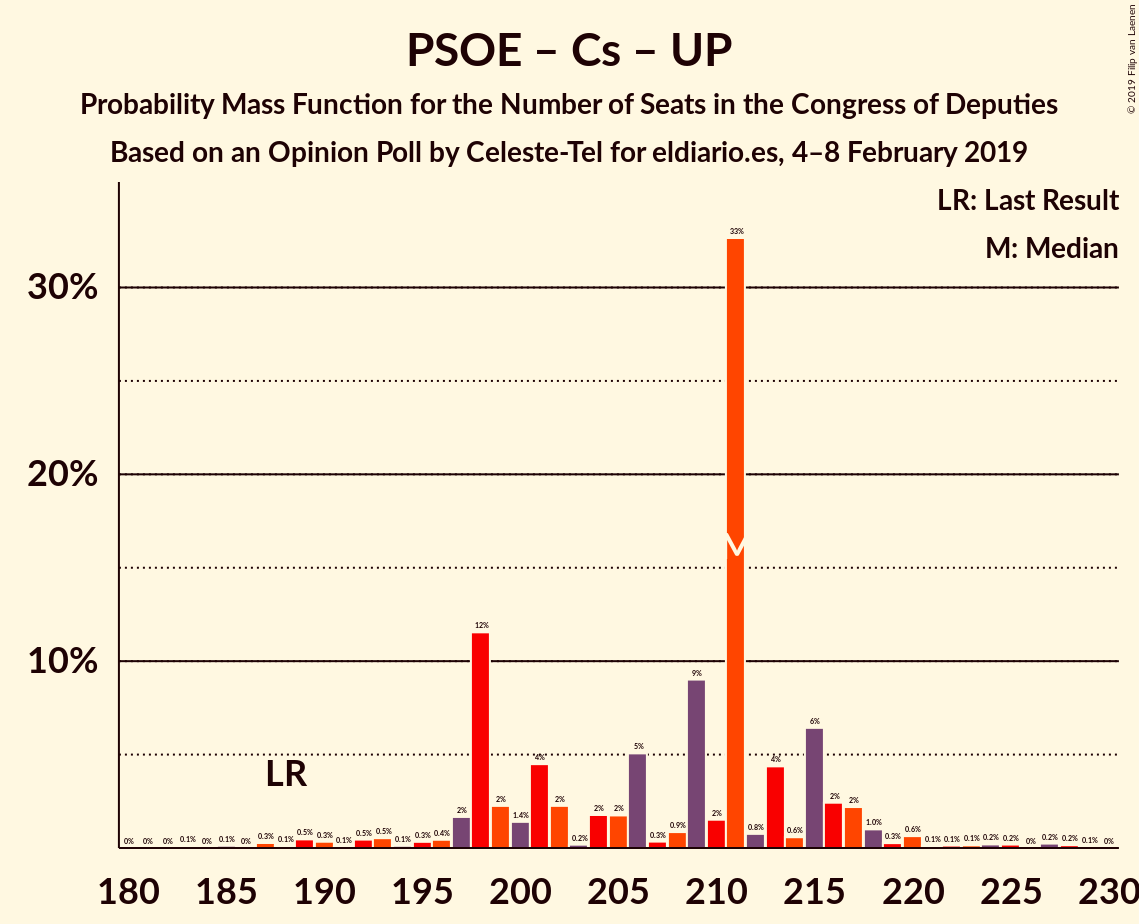 PSOE – Cs – UP
Probability Mass Function for the Number of Seats in the Congress of Deputies
Based on an Opinion Poll by Celeste-Tel for eldiario.es, 4–8 February 2019
© 2019 Filip van Laenen
LR: Last Result
M: Median
30%
20%
10%
LR
M
0% 0% 0% 0.1% 0% 0.1% 0% 0.3% 0.1% 0.5% 0.3% 0.1% 0.5% 0.5% 0.1% 0.3% 0.4% 2% 12% 2% 1.4% 4% 2% 0.2% 2% 2% 5% 0.3% 0.9% 9% 2% 33% 0.8% 4% 0.6% 6% 2% 2% 1.0% 0.3% 0.6% 0.1% 0.1% 0.1% 0.2% 0.2% 0% 0.2% 0.2% 0.1% 0%
180 185 190 195 200 205 210 215 220 225 230